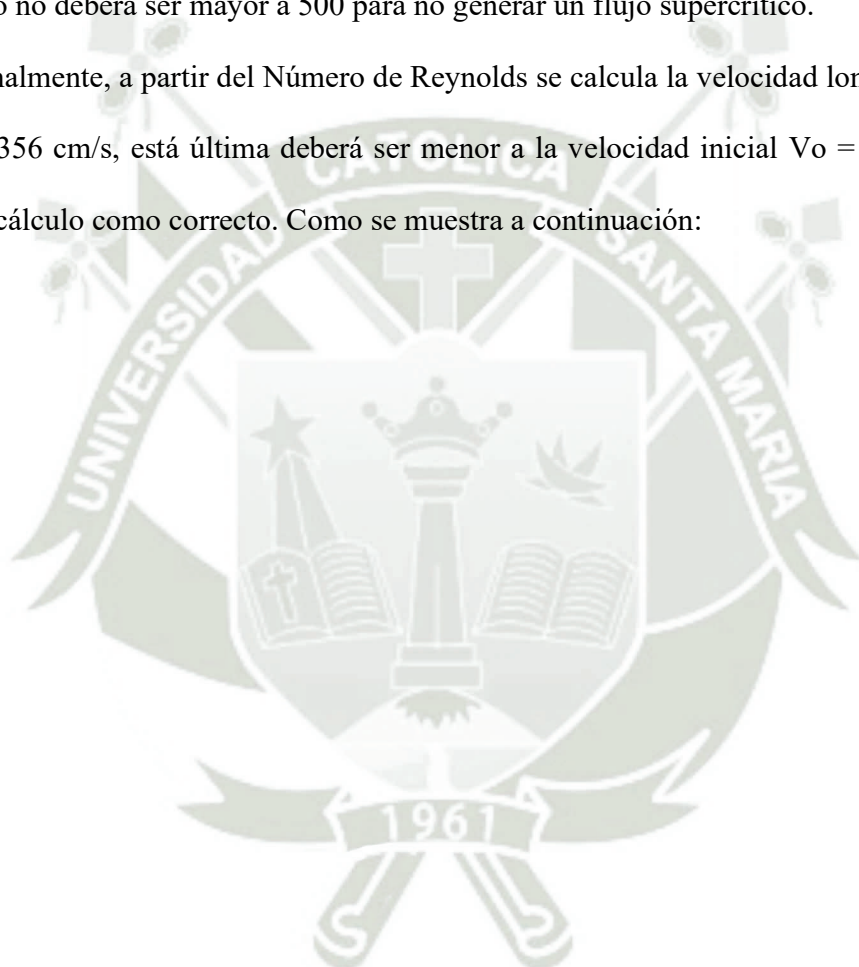 o no deberá ser mayor a 500 para no generar un flujo supercrítico.
nalmente, a partir del Número de Reynolds se calcula la velocidad lon
356 cm/s, está última deberá ser menor a la velocidad inicial Vo =
cálculo como correcto. Como se muestra a continuación:
UNIVERSIDAD CATOLICA SANTA MARIA
1961